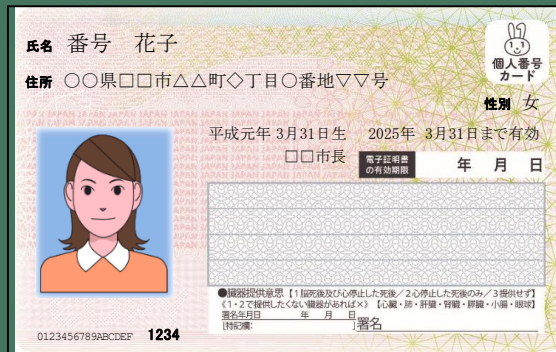 氏名 番号 花子
個人番号
カード
住所 ○○県□□市△△町◇丁目○番地▽▽号
性別 女
平成元年 3月31日生 2025年 3月31日まで有効
□□市長
電子証明書
の有効期限
年 月 日
●臓器提供意思【1 脳死後及び心停止した死後／2 心停止した死後のみ／3 提供せず】
《1・2で提供したくない臓器があれば×》【心臓・肺・肝臓・腎臓・膵臓・小腸・眼球】
署名年月日 年 月 日
[特記欄: ]署名
0123456789ABCDEF 1234